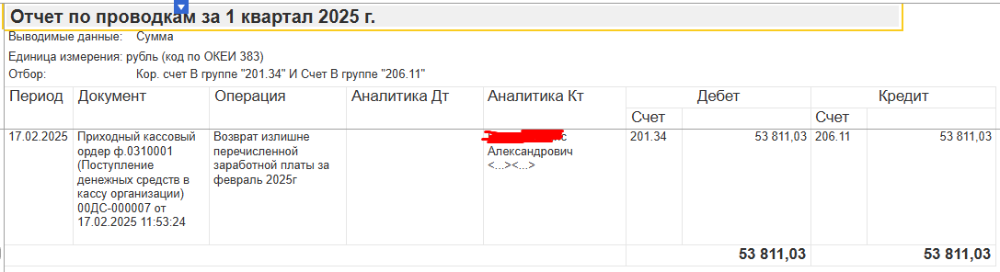 Отчет по проводкам за 1 квартал 2025 г.
Выводимые данные: Сумма
Единица измерения: рубль (код по ОКЕИ 383)
Отбор: Кор. счет В группе "201.34" И Счет В группе "206.11"
Период Документ Операция Аналитика Дт Аналитика Кт Дебет Кредит
Счет Счет
17.02.2025 Приходный кассовый Возврат излишне 201.34 53 811,03 206.11 53 811,03
ордер ф.0310001 перечисленной Александрович
(Поступление заработной платы за <...><...>
денежных средств в февраль 2025г
кассу организации)
00ДС-000007 от
17.02.2025 11:53:24
53 811,03 53 811,03